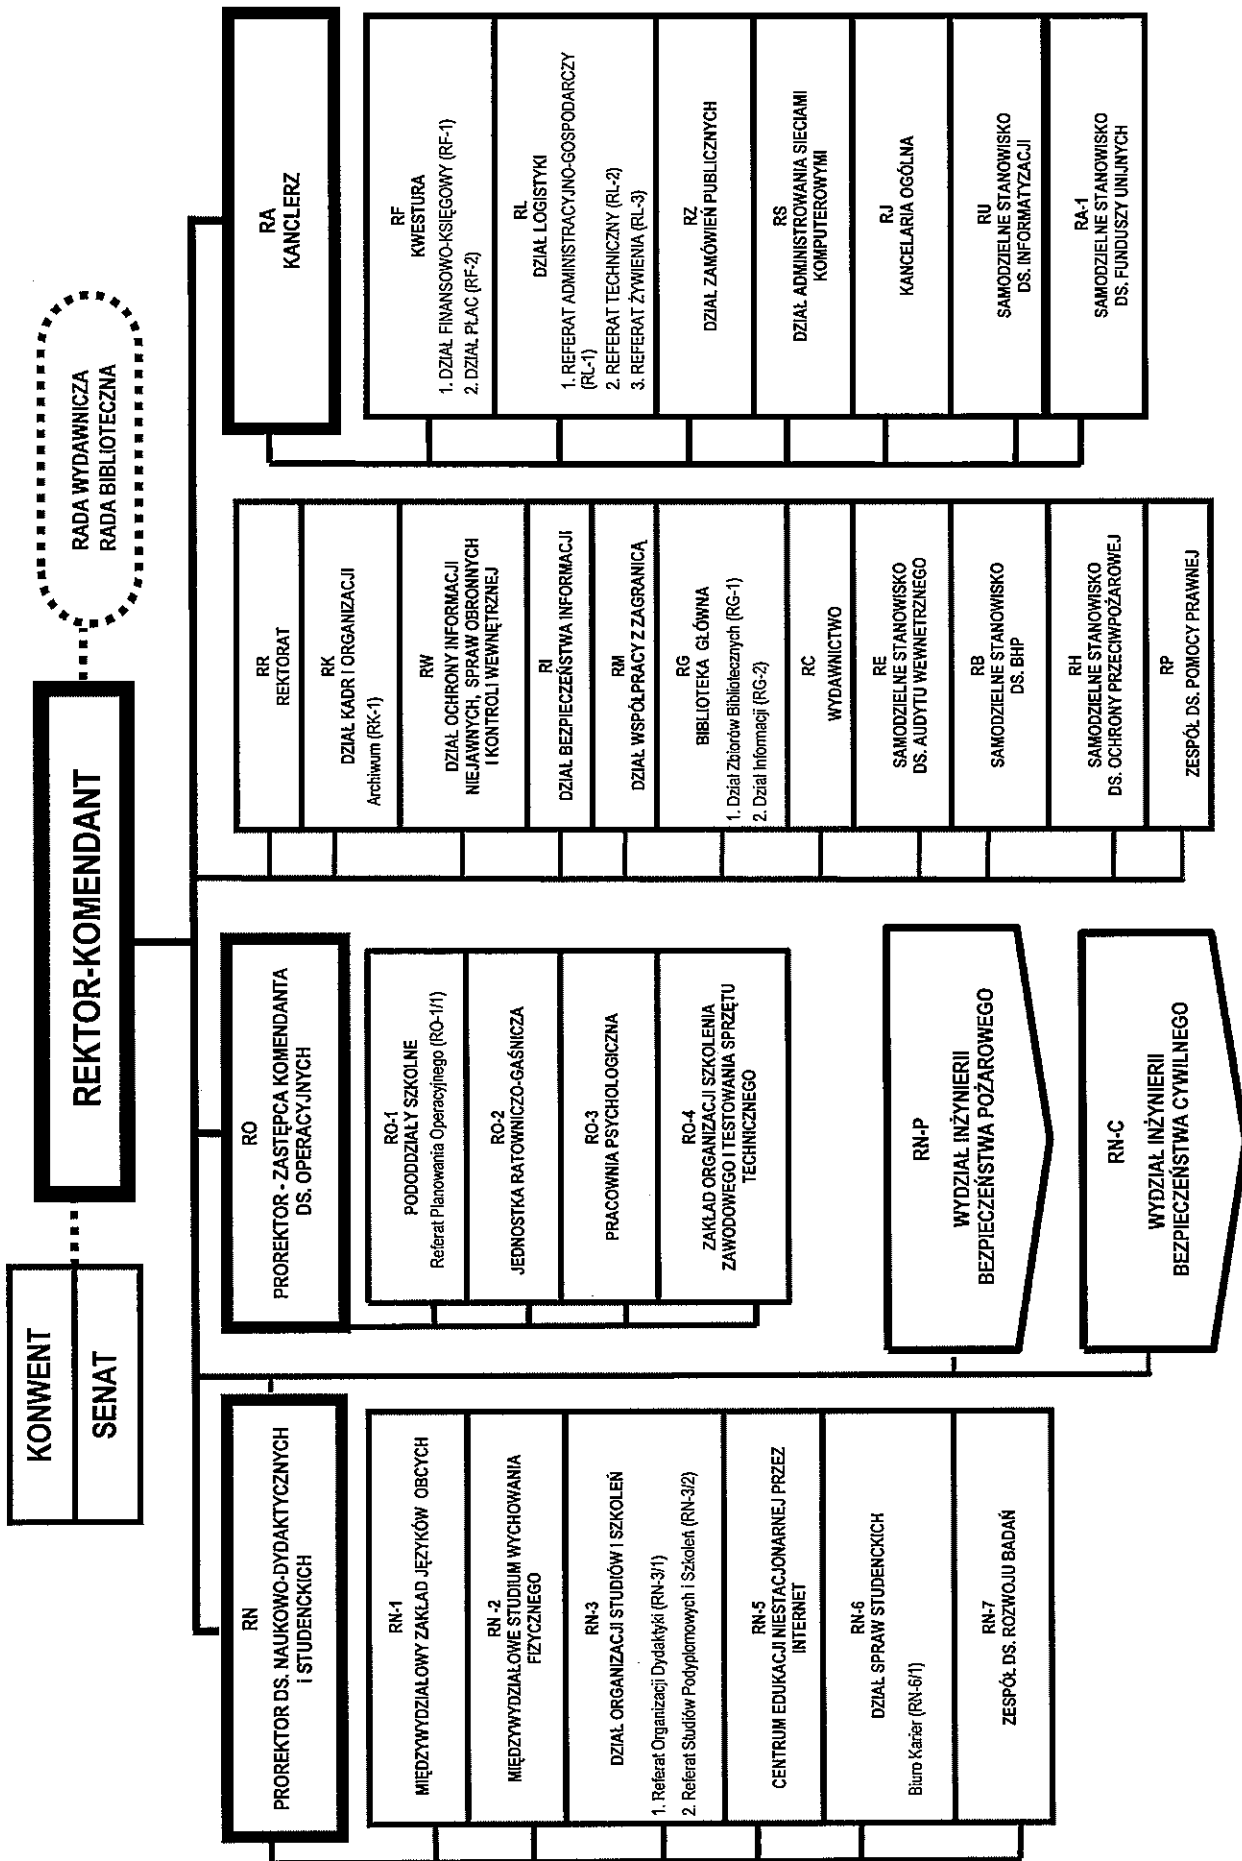 KONWENT
SENAT
REKTOR-KOMENDANT
RADA WYDAWNICZA
RADA BIBLIOTECZNA
RN
PROREKTOR DS. NAUKOWO-DYDAKTYCZNYCH
i STUDENCKICH
RN-1
MIĘDZYWYDZIAŁOWY ZAKŁAD JĘZYKÓW OBCYCH
RN -2
MIĘDZYWYDZIAŁOWE STUDIUM WYCHOWANIA
FIZYCZNEGO
RN-3
DZIAŁ ORGANIZACJI STUDIÓW I SZKOLEŃ
1. Referat Organizacji Dydaktyki (RN-3/1)
2. Referat Studiów Podyplomowych i Szkoleń (RN-3/2)
RN-5
CENTRUM EDUKACJI NIESTACJONARNEJ PRZEZ
INTERNET
RN-6
DZIAŁ SPRAW STUDENCKICH
Biuro Karier (RN-6/1)
RN-7
ZESPÓŁ DS. ROZWOJU BADAŃ
RO
PROREKTOR - ZASTĘPCA KOMENDANTA
DS. OPERACYJNYCH
RO-1
PODODDZIAŁY SZKOLNE
Referat Planowania Operacyjnego (RO-1/1)
RO-2
JEDNOSTKA RATOWNICZO-GAŚNICZA
RO-3
PRACOWNIA PSYCHOLOGICZNA
RO-4
ZAKŁAD ORGANIZACJI SZKOLENIA
ZAWODOWEGO I TESTOWANIA SPRZĘTU
TECHNICZNEGO
RN-P
WYDZIAŁ INŻYNIERII
BEZPIECZEŃSTWA POŻAROWEGO
RN-C
WYDZIAŁ INŻYNIERII
BEZPIECZEŃSTWA CYWILNEGO
RR
REKTORAT
RK
DZIAŁ KADR I ORGANIZACJI
Archiwum (RK-1)
RW
DZIAŁ OCHRONY INFORMACJI
NIEJAWNYCH, SPRAW OBRONNYCH
I KONTROLI WEWNĘTRZNEJ
RI
DZIAŁ BEZPIECZEŃSTWA INFORMACJI
RM
DZIAŁ WSPÓŁPRACY Z ZAGRANICĄ
RG
BIBLIOTEKA GŁÓWNA
1. Dział Zbiorów Bibliotecznych (RG-1)
2. Dział Informacji (RG-2)
RC
WYDAWNICTWO
RE
SAMODZIELNE STANOWISKO
DS. AUDYTU WEWNETRZNEGO
RB
SAMODZIELNE STANOWISKO
DS. BHP
RH
SAMODZIELNE STANOWISKO
DS. OCHRONY PRZECIWPOŻAROWEJ
RP
ZESPÓŁ DS. POMOCY PRAWNEJ
RA
KANCLERZ
RF
KWESTURA
1. DZIAŁ FINANSOWO-KSIĘGOWY (RF-1)
2. DZIAŁ PŁAC (RF-2)
RL
DZIAŁ LOGISTYKI
1. REFERAT ADMINISTRACYJNO-GOSPODARCZY
(RL-1)
2. REFERAT TECHNICZNY (RL-2)
3. REFERAT ŻYWIENIA (RL-3)
RZ
DZIAŁ ZAMÓWIEŃ PUBLICZNYCH
RS
DZIAŁ ADMINISTROWANIA SIECIAMI
KOMPUTEROWYMI
RJ
KANCELARIA OGÓLNA
RU
SAMODZIELNE STANOWISKO
DS. INFORMATYZACJI
RA-1
SAMODZIELNE STANOWISKO
DS. FUNDUSZY UNIJNYCH